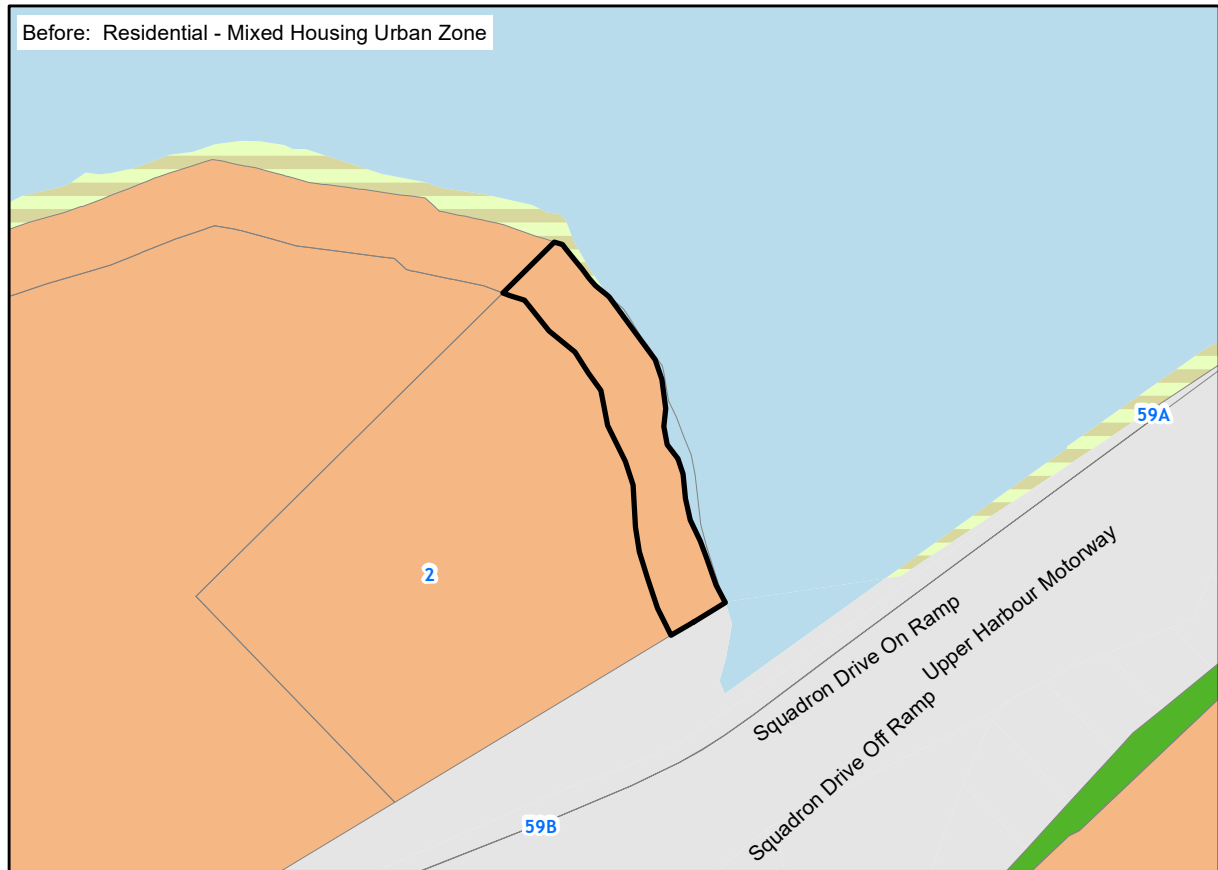 Before: Residential - Mixed Housing Urban Zone
59A
2
Upper Harbour Motorway
Squadron Drive On Ramp
Squadron Drive Off Ramp
59B